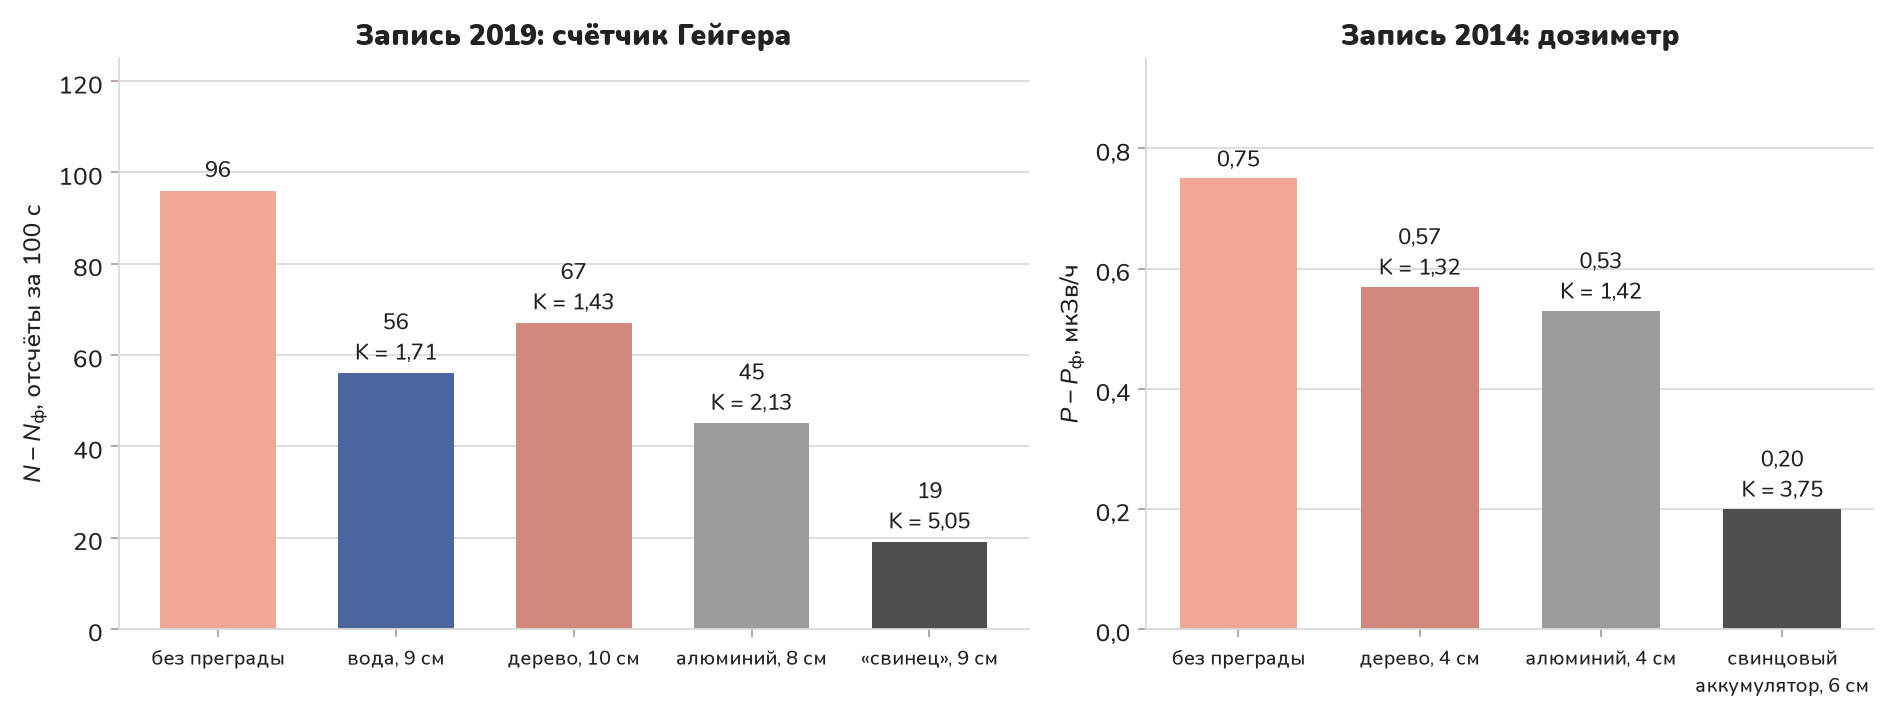 Запись 2019: счётчик Гейгера
N – Nф, отсчёты за 100 с
120
100
80
60
40
20
0
96
56
K = 1,71
67
K = 1,43
45
K = 2,13
19
K = 5,05
без преграды
вода, 9 см
дерево, 10 см
алюминий, 8 см
«свинец», 9 см
Запись 2014: дозиметр
P – Pф, мкЗв/ч
0,8
0,6
0,4
0,2
0,0
0,75
0,57
K = 1,32
0,53
K = 1,42
0,20
K = 3,75
без преграды
дерево, 4 см
алюминий, 4 см
свинцовый
аккумулятор, 6 см